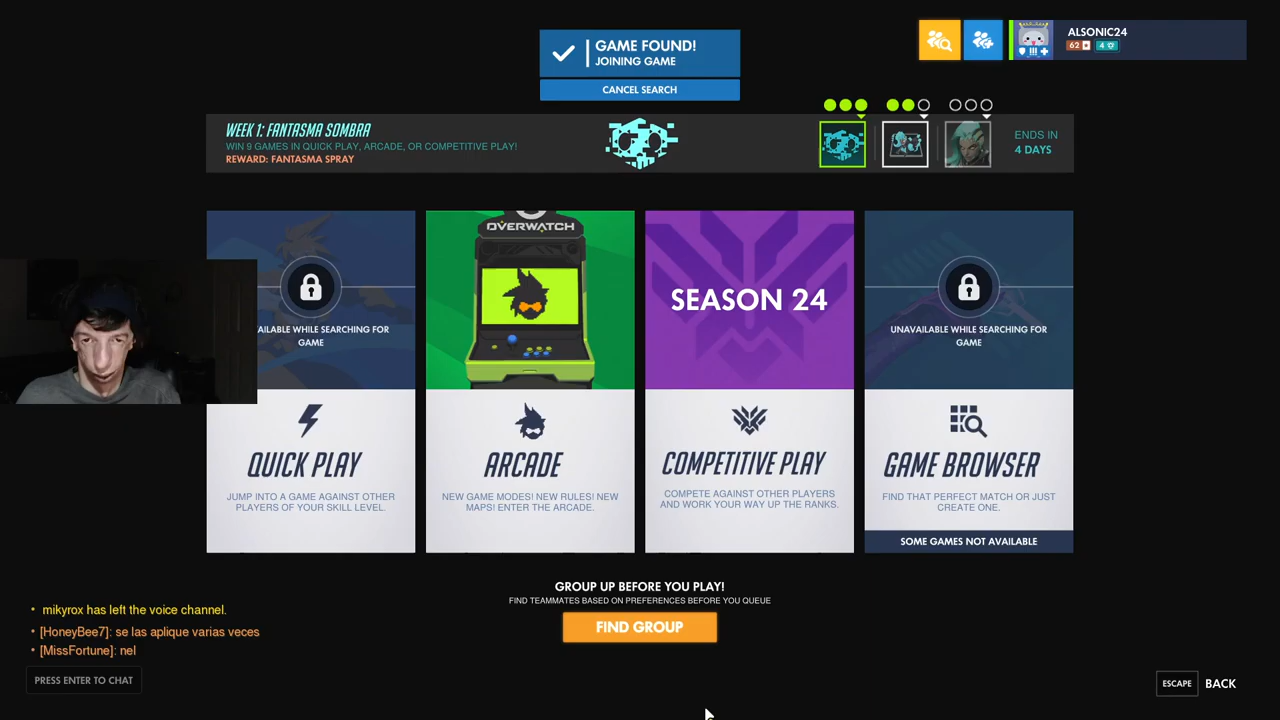 GAME FOUND!
JOINING GAME
CANCEL SEARCH
ALSONIC24
62
4
WEEK 1: FANTASMA SOMBRA
WIN 9 GAMES IN QUICK PLAY, ARCADE, OR COMPETITIVE PLAY!
REWARD: FANTASMA SPRAY
ENDS IN
4 DAYS
AILABLE WHILE SEARCHING FOR
GAME
OVERWATCH
SEASON 24
UNAVAILABLE WHILE SEARCHING FOR
GAME
QUICK PLAY
JUMP INTO A GAME AGAINST OTHER
PLAYERS OF YOUR SKILL LEVEL.
ARCADE
NEW GAME MODES! NEW RULES! NEW
MAPS! ENTER THE ARCADE.
COMPETITIVE PLAY
COMPETE AGAINST OTHER PLAYERS
AND WORK YOUR WAY UP THE RANKS.
GAME BROWSER
FIND THAT PERFECT MATCH OR JUST
CREATE ONE.
SOME GAMES NOT AVAILABLE
GROUP UP BEFORE YOU PLAY!
FIND TEAMMATES BASED ON PREFERENCES BEFORE YOU QUEUE
FIND GROUP
• mikyrox has left the voice channel.
• [HoneyBee7]: se las aplique varias veces
• [MissFortune]: nel
PRESS ENTER TO CHAT
ESCAPE BACK